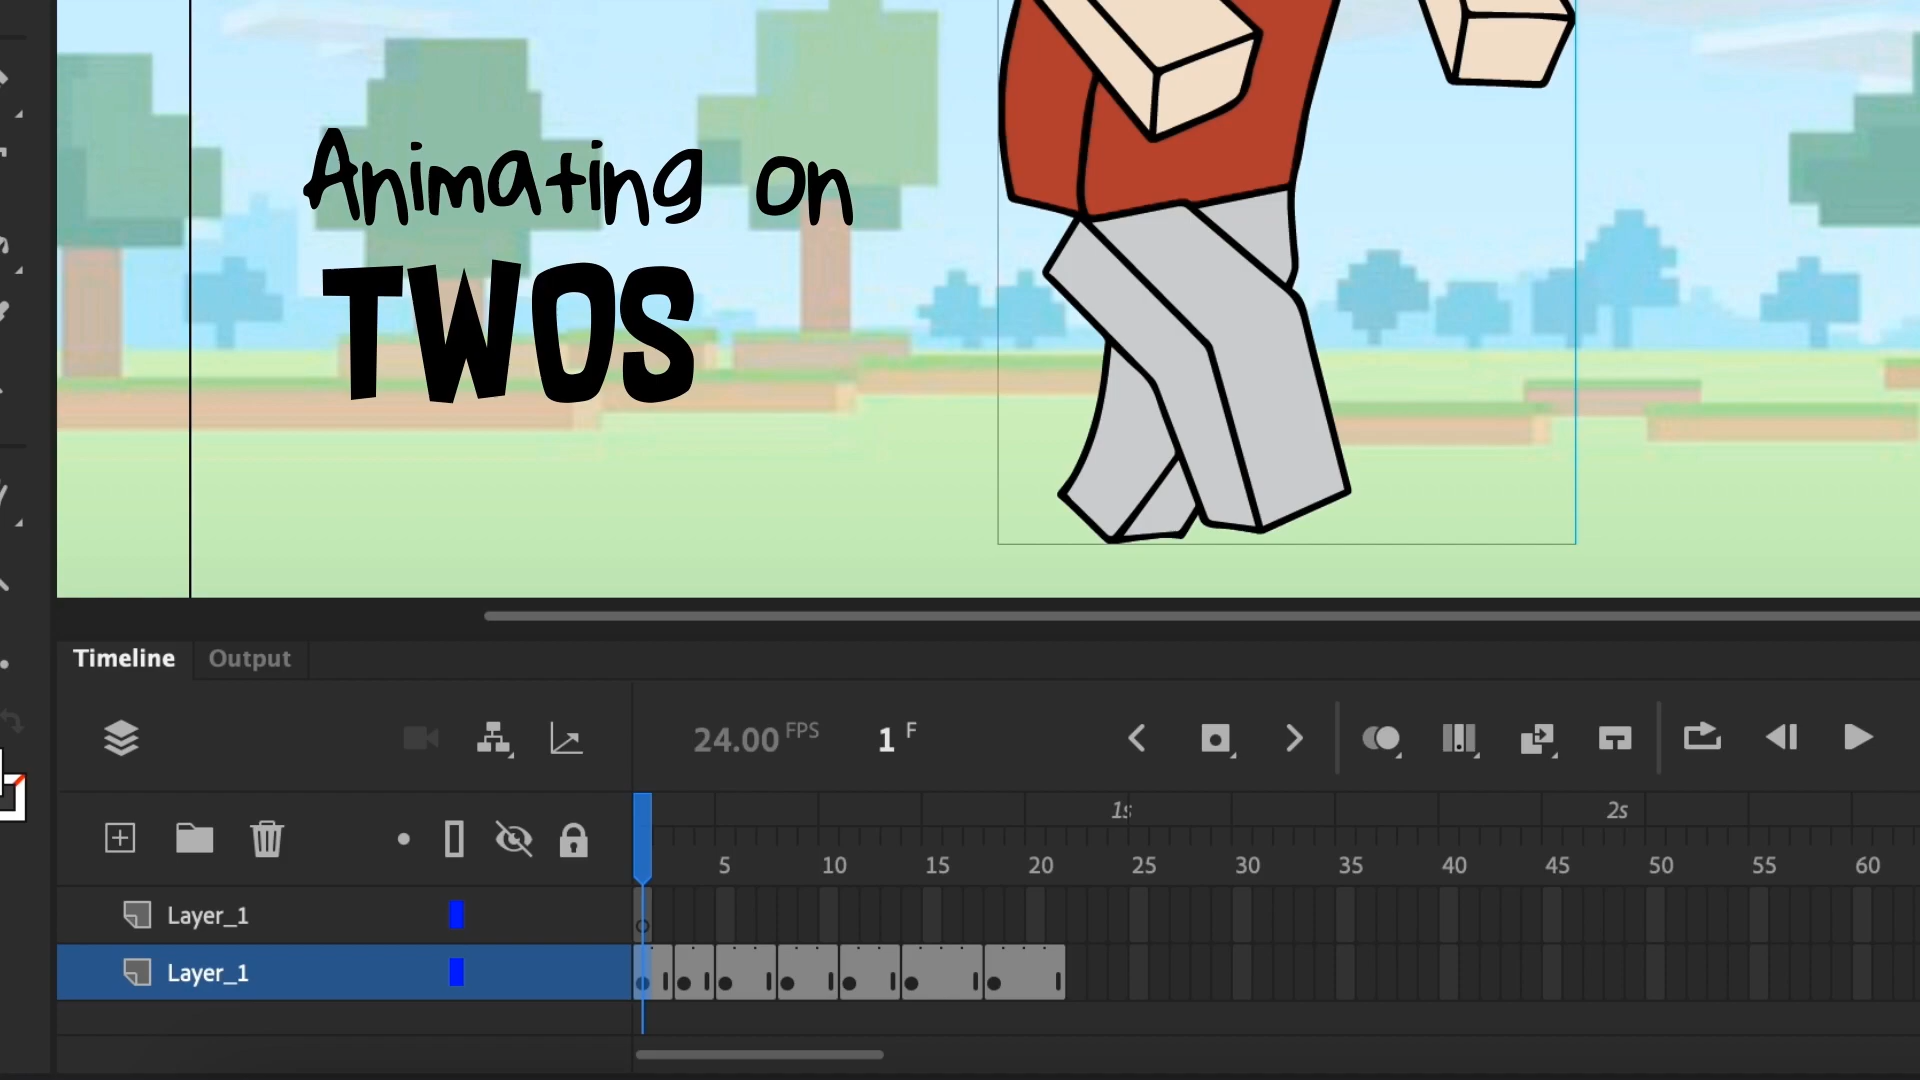 Animating on
TWOS
Timeline Output
24.00 FPS 1 F
1s 2s
5 10 15 20 25 30 35 40 45 50 55 60
Layer_1
Layer_1